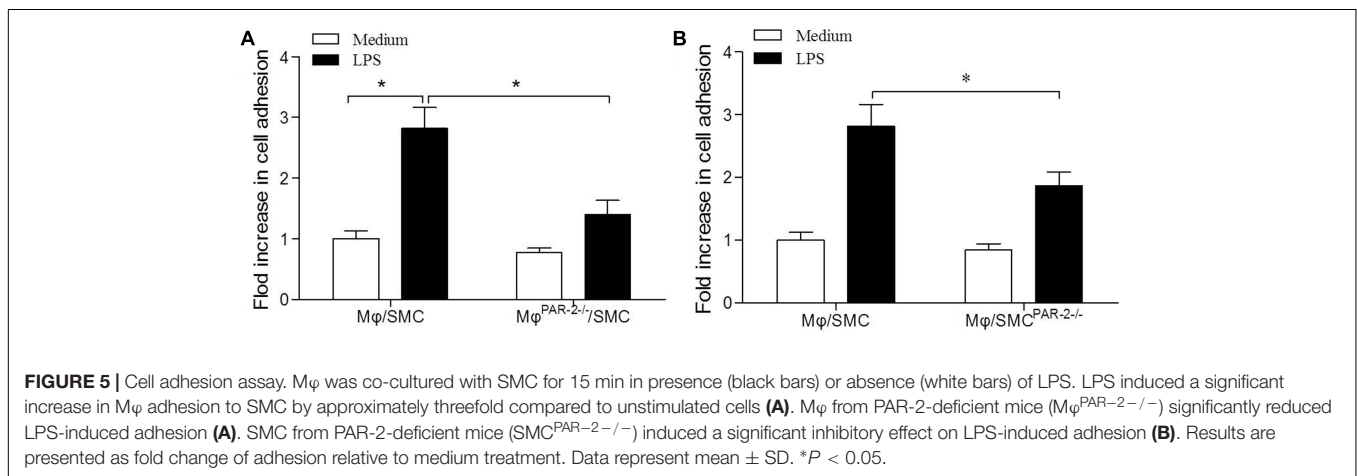 A
Medium
LPS
Flod increase in cell adhesion
4
3
2
1
0
*
*
Mφ/SMC
Mφ^PAR-2-/-/SMC
B
Medium
LPS
Fold increase in cell adhesion
4
3
2
1
0
*
Mφ/SMC
Mφ/SMC^PAR-2-/-
FIGURE 5 | Cell adhesion assay. Mφ was co-cultured with SMC for 15 min in presence (black bars) or absence (white bars) of LPS. LPS induced a significant
increase in Mφ adhesion to SMC by approximately threefold compared to unstimulated cells (A). Mφ from PAR-2-deficient mice (Mφ^PAR−2−/−) significantly reduced
LPS-induced adhesion (A). SMC from PAR-2-deficient mice (SMC^PAR−2−/−) induced a significant inhibitory effect on LPS-induced adhesion (B). Results are
presented as fold change of adhesion relative to medium treatment. Data represent mean ± SD. *P < 0.05.